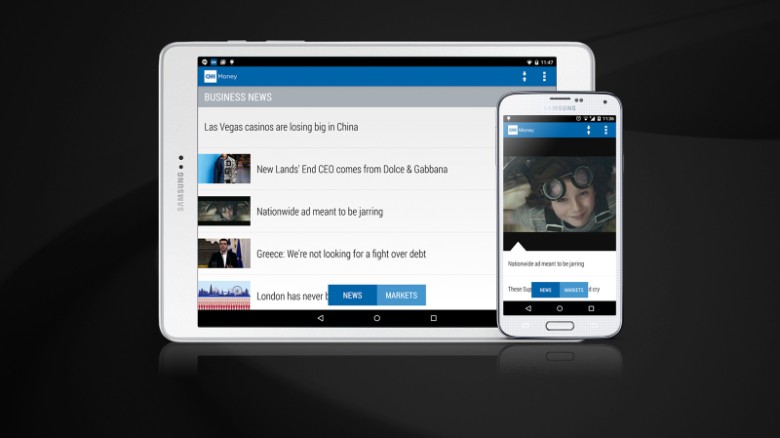 SAMSUNG
11:47
CNN Money
BUSINESS NEWS
Las Vegas casinos are losing big in China
New Lands' End CEO comes from Dolce & Gabbana
Nationwide ad meant to be jarring
Greece: We're not looking for a fight over debt
London has never b
NEWS MARKETS
SAMSUNG
11:36
CNN Money
Nationwide ad meant to be jarring
These Sup
d cry
NEWS MARKETS